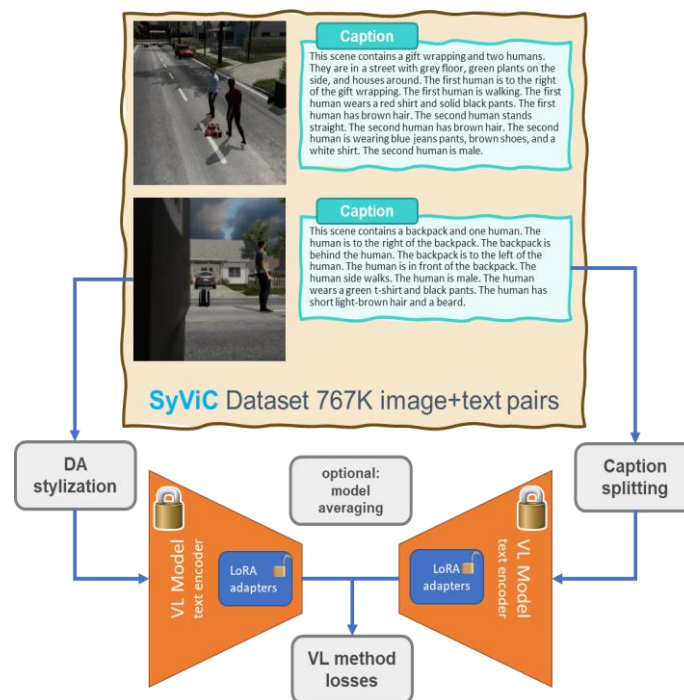 Caption
This scene contains a gift wrapping and two humans.
They are in a street with grey floor, green plants on the
side, and houses around. The first human is to the right
of the gift wrapping. The first human is walking. The first
human wears a red shirt and solid black pants. The first
human has brown hair. The second human stands
straight. The second human has brown hair. The second
human is wearing blue jeans pants, brown shoes, and a
white shirt. The second human is male.
Caption
This scene contains a backpack and one human. The
human is to the right of the backpack. The backpack is
behind the human. The backpack is to the left of the
human. The human is in front of the backpack. The
human side walks. The human is male. The human
wears a green t-shirt and black pants. The human has
short light-brown hair and a beard.
SyViC Dataset 767K image+text pairs
DA
stylization
optional:
model
averaging
Caption
splitting
VL Model
text encoder
LoRA
adapters
LoRA
adapters
VL Model
text encoder
VL method
losses